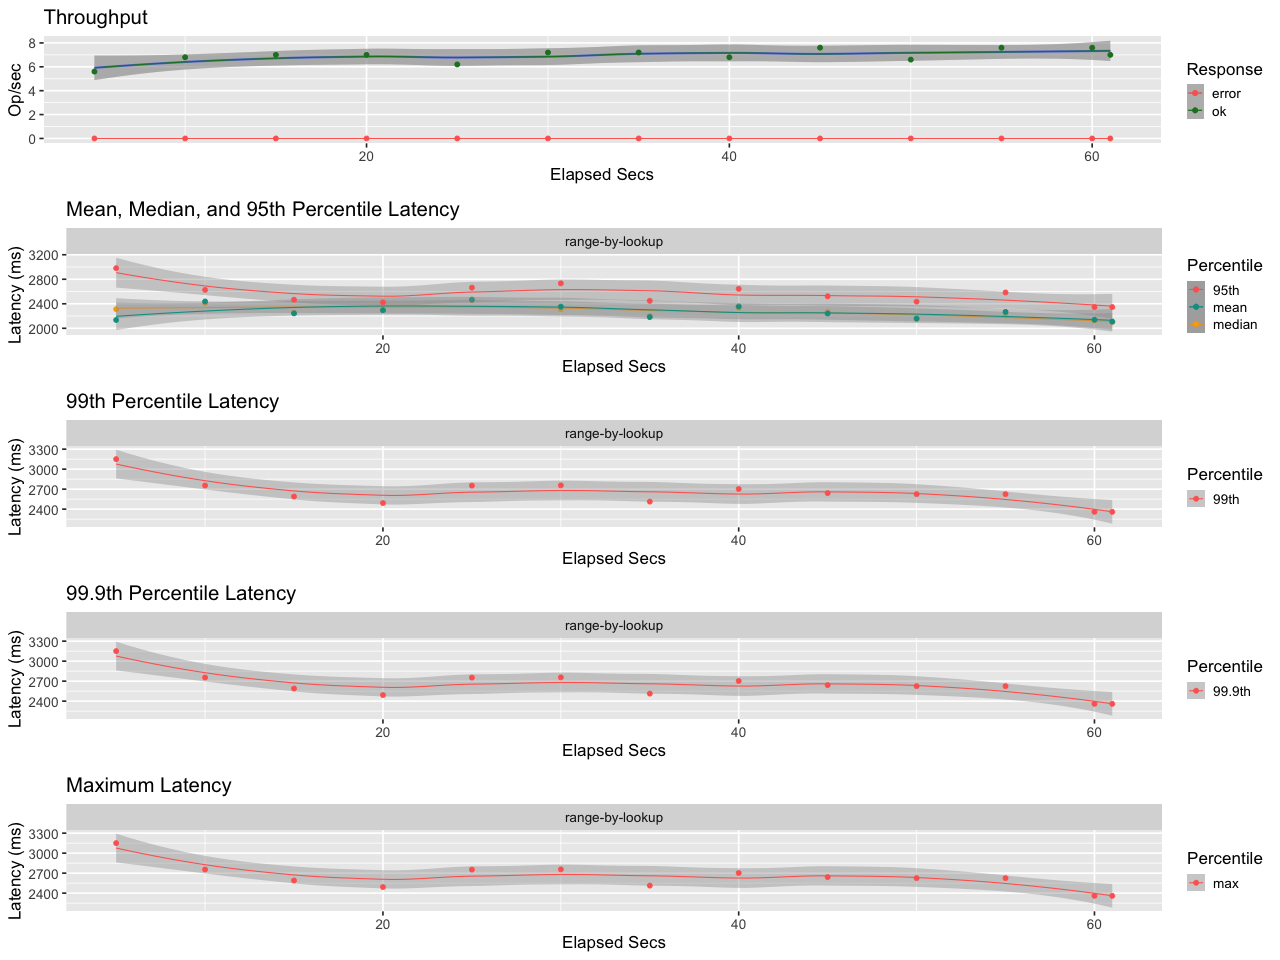 Throughput
8
6
4
2
0
Op/sec
20
40
60
Elapsed Secs
Response
error
ok
Mean, Median, and 95th Percentile Latency
range-by-lookup
3200
2800
2400
2000
Latency (ms)
20
40
60
Elapsed Secs
Percentile
95th
mean
median
99th Percentile Latency
range-by-lookup
3300
3000
2700
2400
Latency (ms)
20
40
60
Elapsed Secs
Percentile
99th
99.9th Percentile Latency
range-by-lookup
3300
3000
2700
2400
Latency (ms)
20
40
60
Elapsed Secs
Percentile
99.9th
Maximum Latency
range-by-lookup
3300
3000
2700
2400
Latency (ms)
20
40
60
Elapsed Secs
Percentile
max